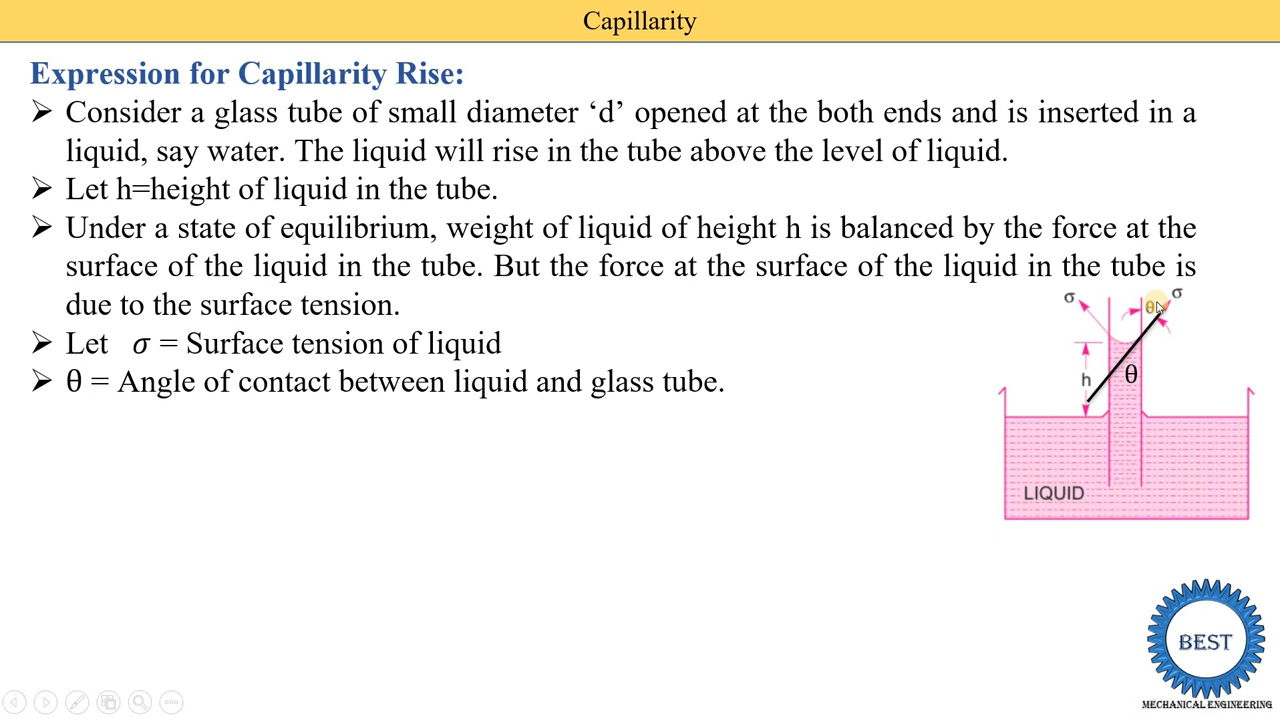 Capillarity
Expression for Capillarity Rise:
➢ Consider a glass tube of small diameter ‘d’ opened at the both ends and is inserted in a
liquid, say water. The liquid will rise in the tube above the level of liquid.
➢ Let h=height of liquid in the tube.
➢ Under a state of equilibrium, weight of liquid of height h is balanced by the force at the
surface of the liquid in the tube. But the force at the surface of the liquid in the tube is
due to the surface tension.
➢ Let σ = Surface tension of liquid
➢ θ = Angle of contact between liquid and glass tube.
σ θ σ
h θ
LIQUID
BEST
MECHANICAL ENGINEERING